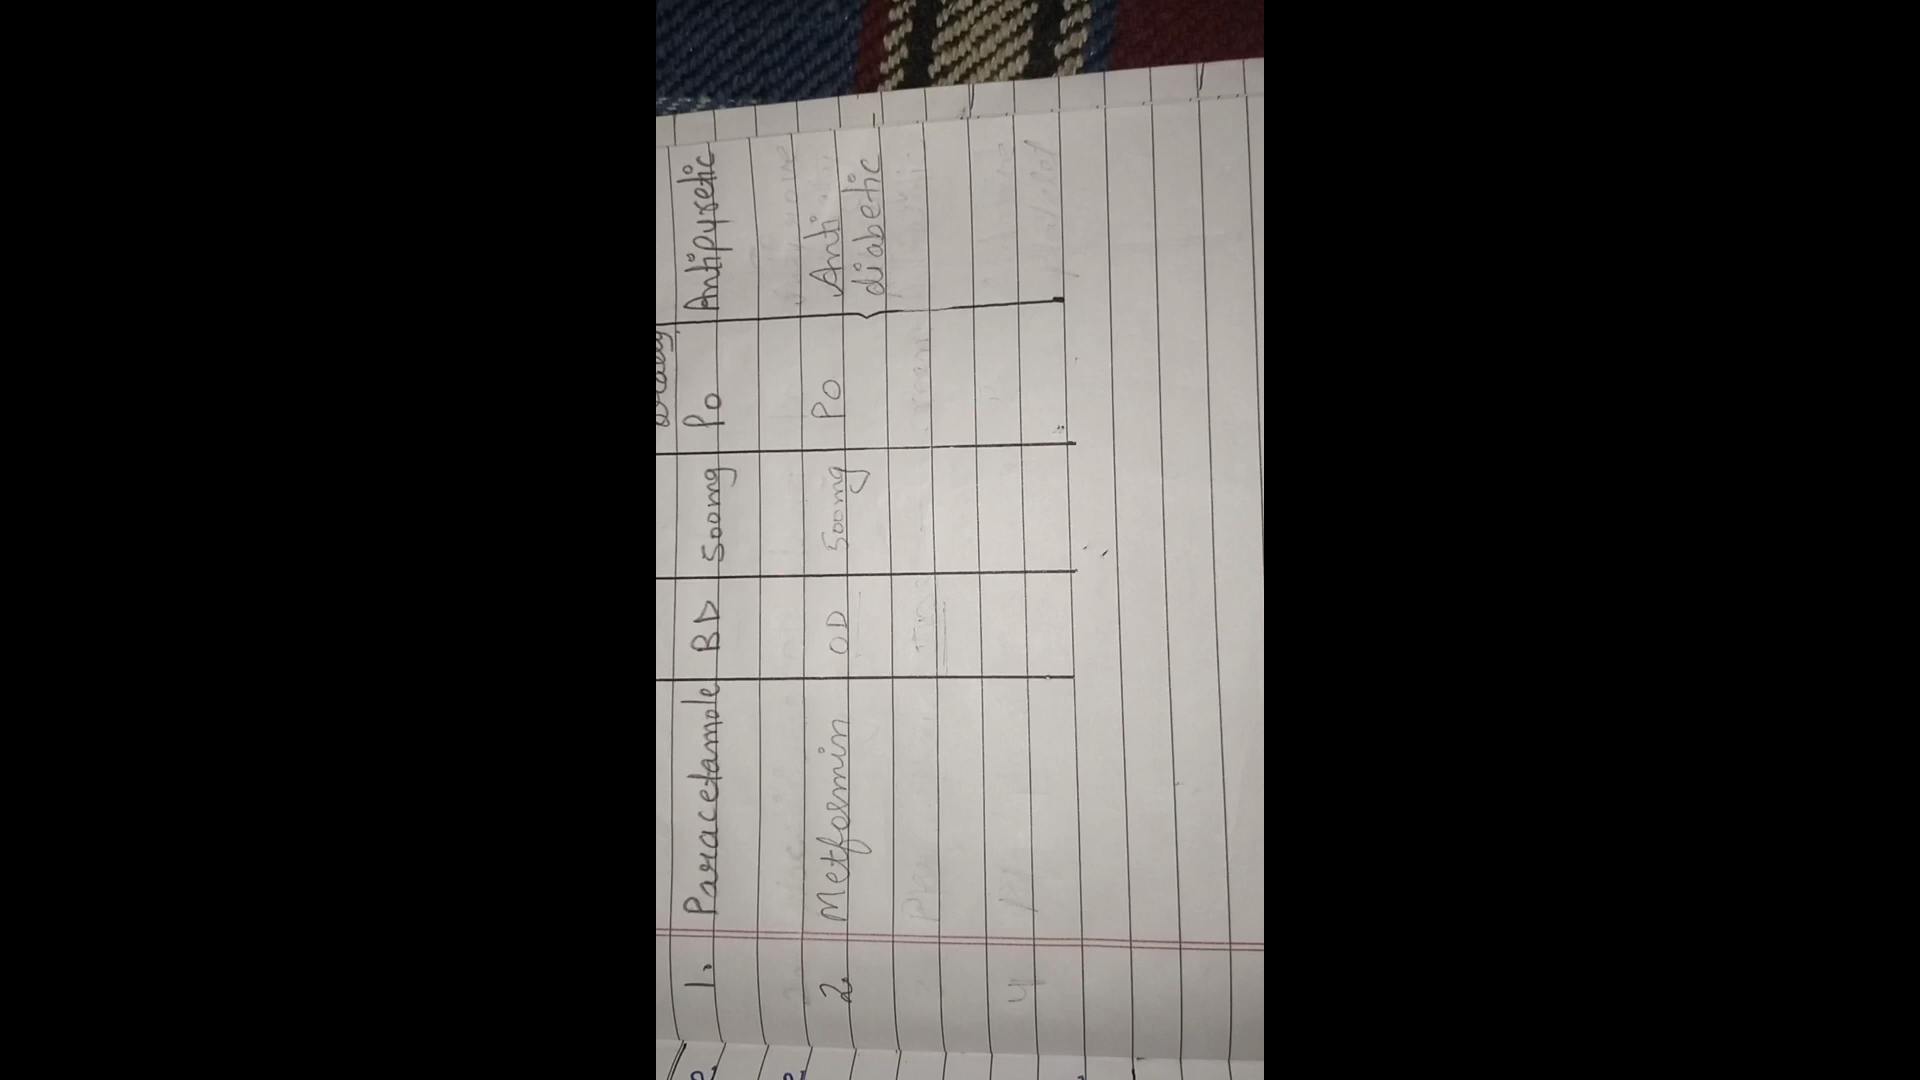 1. Paracetamole BD 500mg Po Antipyretic
2. Metformin OD 500mg PO Anti
diabetic